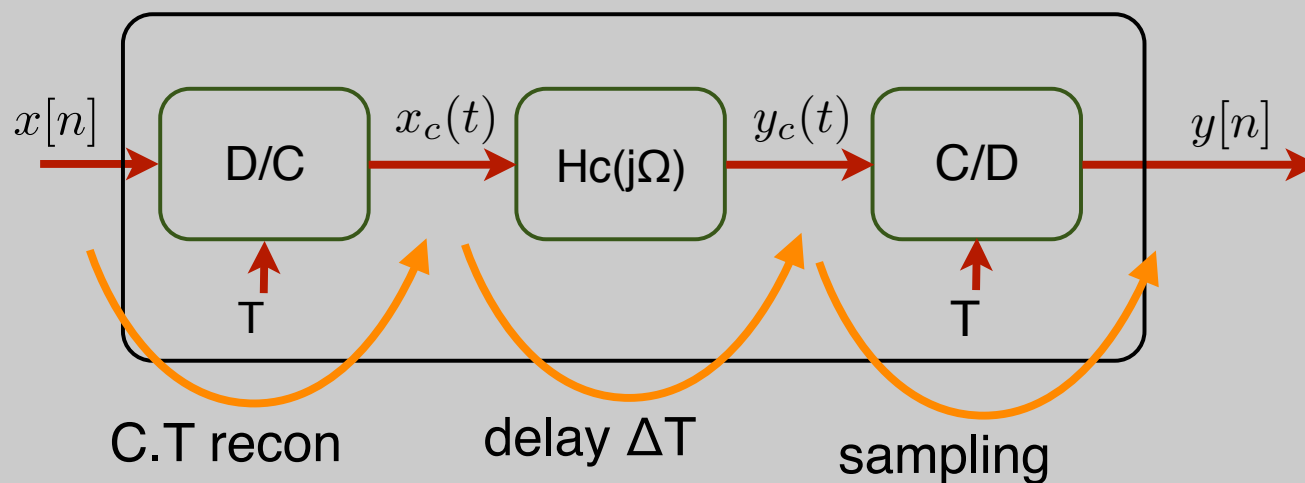 x[n]
D/C
x_c(t)
Hc(jΩ)
y_c(t)
C/D
y[n]
T
T
C.T recon
delay ΔT
sampling